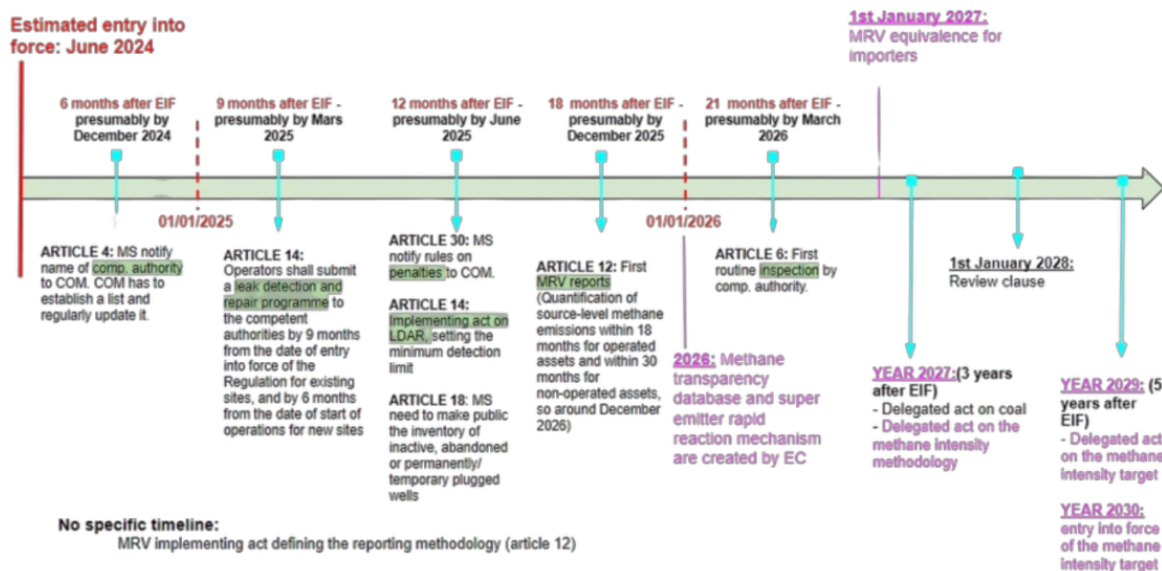 Estimated entry into
force: June 2024
1st January 2027:
MRV equivalence for
importers
6 months after EIF
presumably by
December 2024
9 months after EIF -
presumably by Mars
2025
12 months after EIF -
presumably by June
2025
18 months after EIF -
presumably by
December 2025
21 months after EIF -
presumably by March
2026
01/01/2025
01/01/2026
ARTICLE 4: MS notify
name of comp. authority
to COM. COM has to
establish a list and
regularly update it.
ARTICLE 14:
Operators shall submit
a leak detection and
repair programme to
the competent
authorities by 9 months
from the date of entry
into force of the
Regulation for existing
sites, and by 6 months
from the date of start of
operations for new sites
ARTICLE 30: MS
notify rules on
penalties to COM.
ARTICLE 14:
Implementing act on
LDAR, setting the
minimum detection
limit
ARTICLE 18: MS
need to make public
the inventory of
inactive, abandoned
or permanently/
temporary plugged
wells
ARTICLE 12: First
MRV reports
(Quantification of
source-level methane
emissions within 18
months for operated
assets and within 30
months for
non-operated assets,
so around December
2026)
2026: Methane
transparency
database and super
emitter rapid
reaction mechanism
are created by EC
ARTICLE 6: First
routine inspection by
comp. authority.
YEAR 2027:(3 years
after EIF)
- Delegated act on coal
- Delegated act on the
methane intensity
methodology
1st January 2028:
Review clause
YEAR 2029: (5
years after
EIF)
- Delegated act
on the methane
intensity target
YEAR 2030:
entry into force
of the methane
intensity target
No specific timeline:
MRV implementing act defining the reporting methodology (article 12)